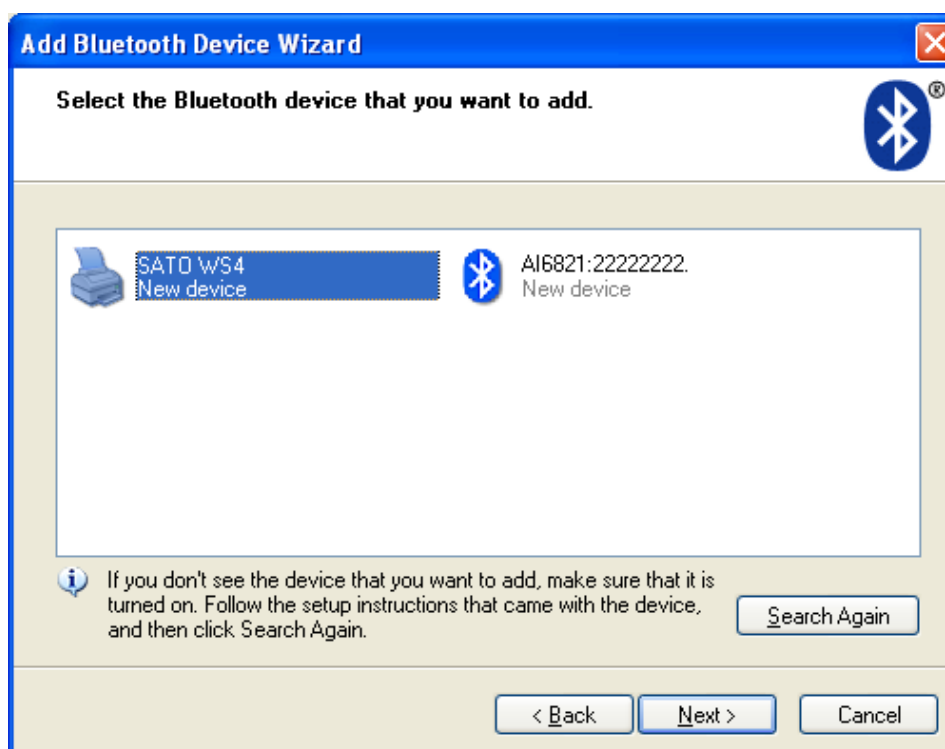 Add Bluetooth Device Wizard
Select the Bluetooth device that you want to add.
®
SATO WS4
New device
AI6821:22222222.
New device
If you don't see the device that you want to add, make sure that it is
turned on. Follow the setup instructions that came with the device,
and then click Search Again.
Search Again
< Back
Next >
Cancel